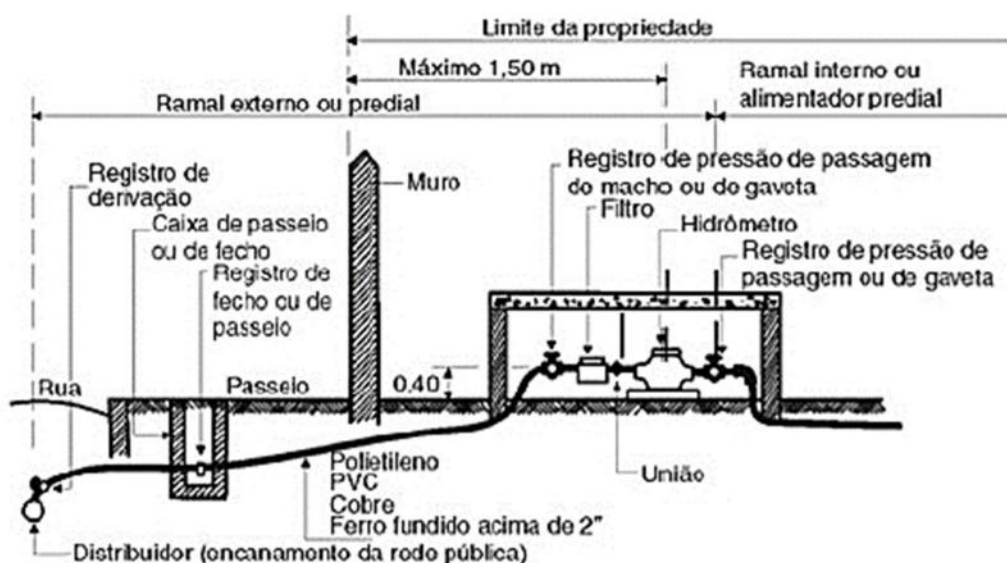 Limite da propriedade
Máximo 1,50 m
Ramal interno ou
alimentador predial
Ramal externo ou predial
Registro de
derivação
Muro
Registro de pressão de passagem
do macho ou do gaveta
Filtro
Caixa de passeio
ou de fecho
Hidrômetro
Registro de
fecho ou de
passeio
Registro de pressão de
passagem ou de gaveta
Rua
Passeio
0.40
Polietileno
PVC
Cobre
Ferro fundido acima de 2"
União
Distribuidor (encanamento da rede pública)